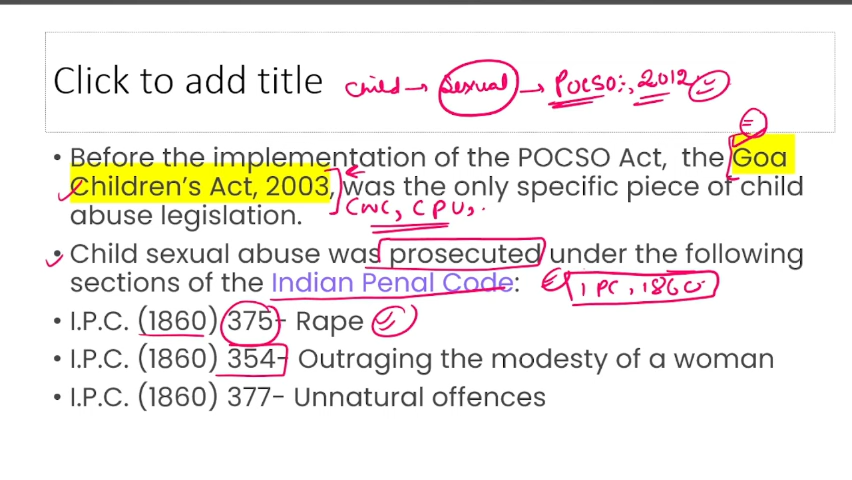 Click to add title child → sexual → POCSO:, 2012
• Before the implementation of the POCSO Act, the Goa
Children's Act, 2003, was the only specific piece of child
abuse legislation. CNC, CPU,
• Child sexual abuse was prosecuted under the following
sections of the Indian Penal Code: IPC, 1860
• I.P.C. (1860) 375- Rape
• I.P.C. (1860) 354- Outraging the modesty of a woman
• I.P.C. (1860) 377- Unnatural offences